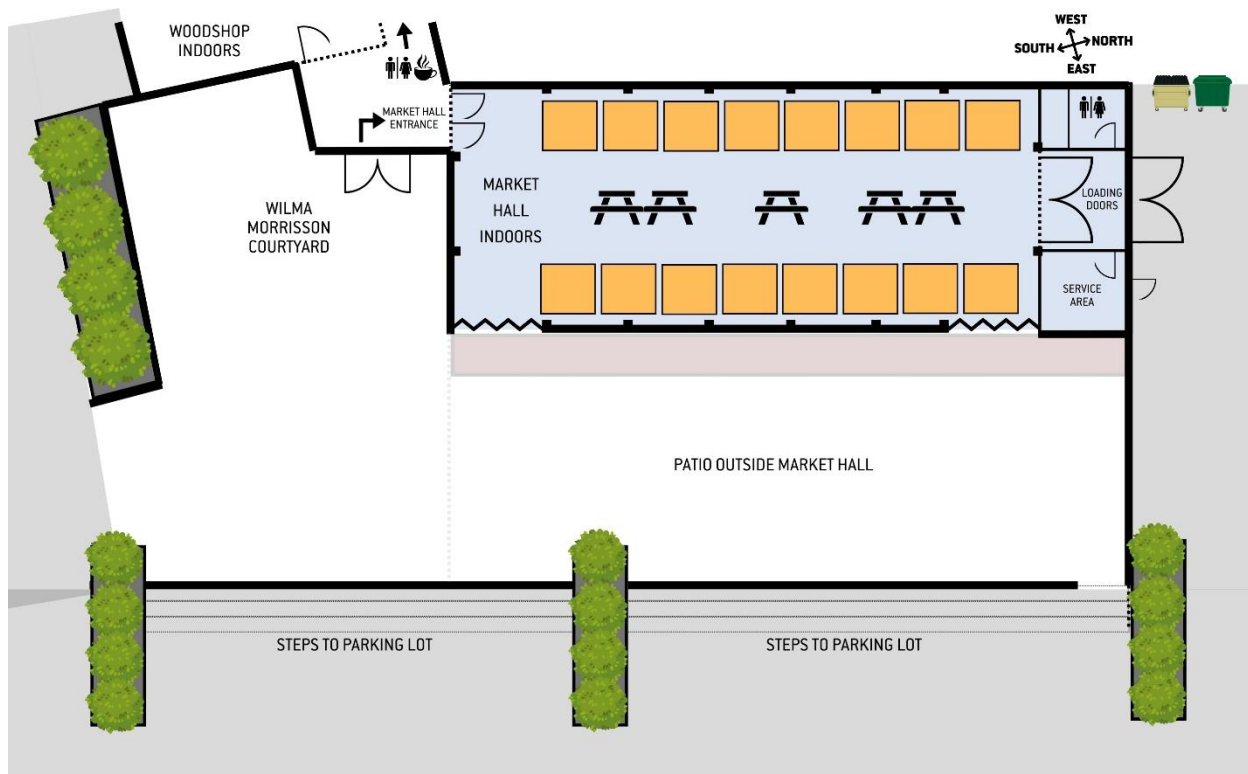 WOODSHOP
INDOORS
WEST
SOUTH
NORTH
EAST
MARKET HALL
ENTRANCE
MARKET
HALL
INDOORS
LOADING
DOORS
WILMA
MORRISSON
COURTYARD
SERVICE
AREA
PATIO OUTSIDE MARKET HALL
STEPS TO PARKING LOT
STEPS TO PARKING LOT